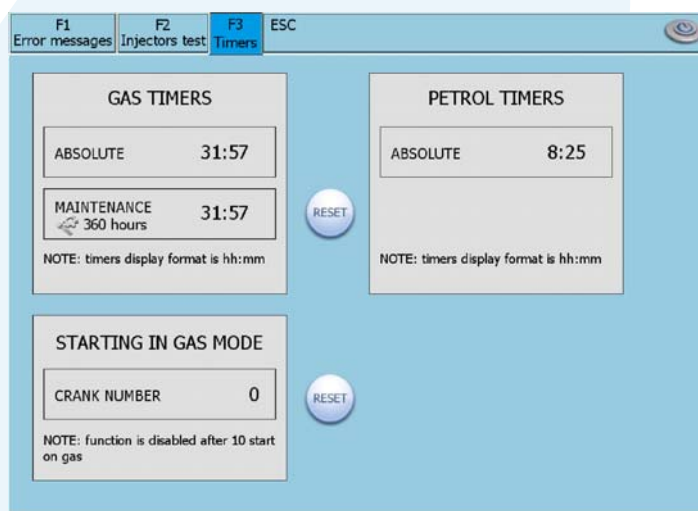 F1 F2 F3 ESC
Error messages Injectors test Timers
GAS TIMERS
ABSOLUTE 31:57
MAINTENANCE 31:57
360 hours
RESET
NOTE: timers display format is hh:mm
PETROL TIMERS
ABSOLUTE 8:25
NOTE: timers display format is hh:mm
STARTING IN GAS MODE
CRANK NUMBER 0
RESET
NOTE: function is disabled after 10 start
on gas